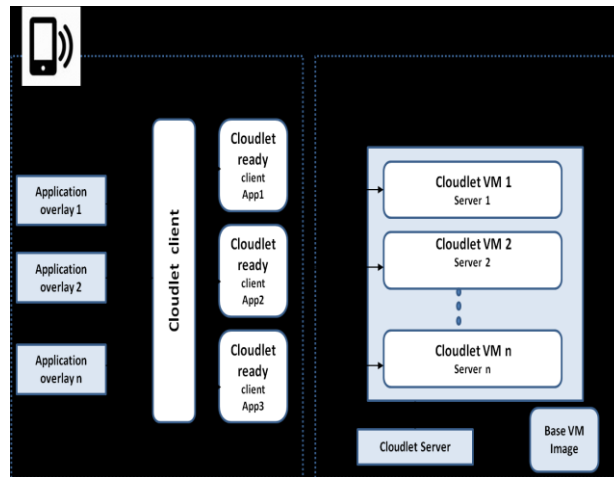 Application
overlay 1
Application
overlay 2
Application
overlay n
Cloudlet client
Cloudlet
ready
client
App1
Cloudlet
ready
client
App2
Cloudlet
ready
client
App3
Cloudlet VM 1
Server 1
Cloudlet VM 2
Server 2
Cloudlet VM n
Server n
Cloudlet Server
Base VM
Image